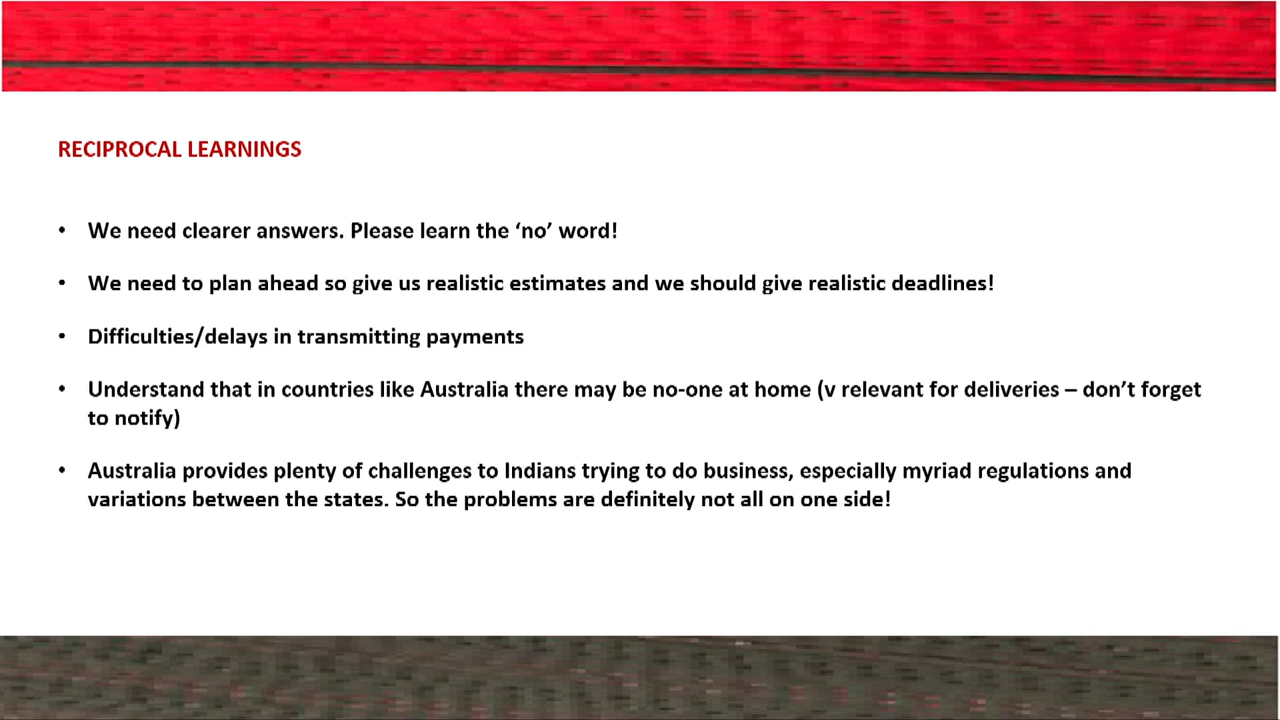 RECIPROCAL LEARNINGS
• We need clearer answers. Please learn the ‘no’ word!
• We need to plan ahead so give us realistic estimates and we should give realistic deadlines!
• Difficulties/delays in transmitting payments
• Understand that in countries like Australia there may be no-one at home (v relevant for deliveries – don’t forget
to notify)
• Australia provides plenty of challenges to Indians trying to do business, especially myriad regulations and
variations between the states. So the problems are definitely not all on one side!